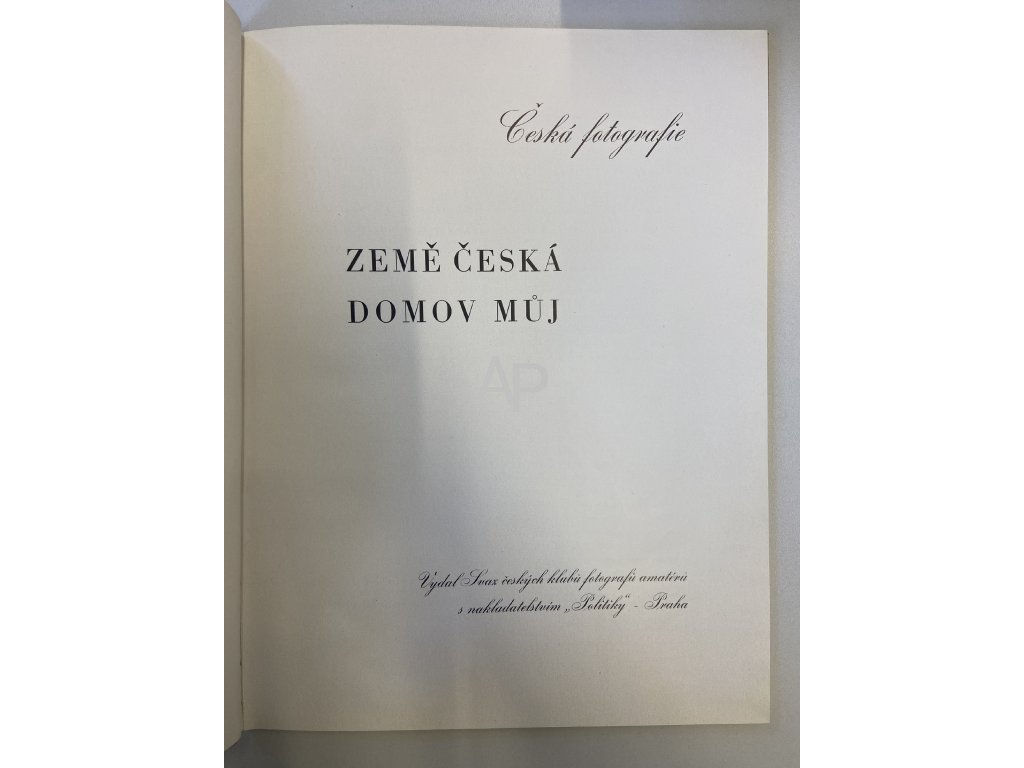 Česká fotografie
ZEMĚ ČESKÁ
DOMOV MŮJ
AP
Vydal Svaz českých klubů fotografů amatérů
s nakladatelstvím „Politiky“ - Praha